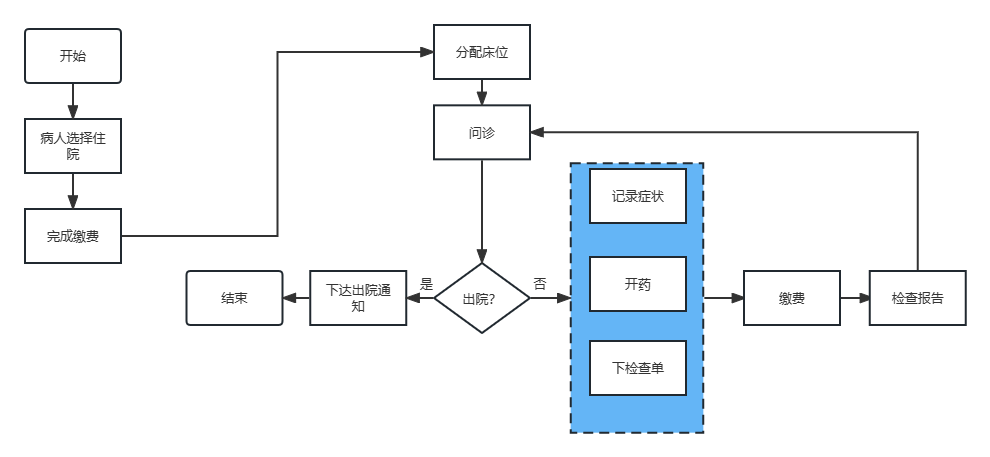 开始
病人选择住
院
完成缴费
分配床位
问诊
出院?
是
否
下达出院通
知
结束
记录症状
开药
下检查单
缴费
检查报告